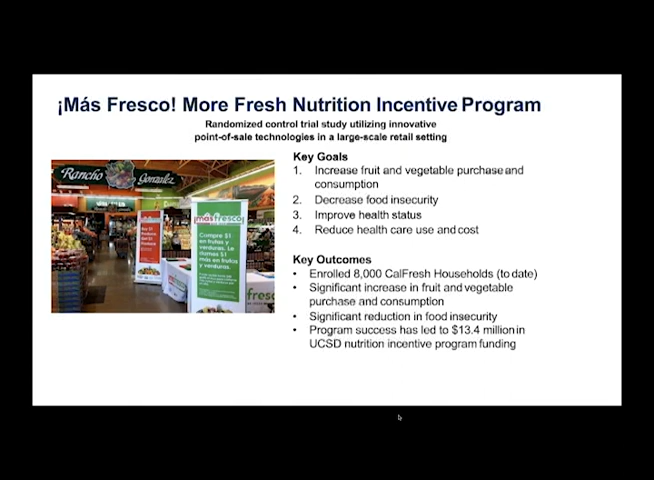 ¡Más Fresco! More Fresh Nutrition Incentive Program
Randomized control trial study utilizing innovative
point-of-sale technologies in a large-scale retail setting
Rancho
Gonzalez
¡más fresco!
Compre $1
en frutas y
verduras. Le
damos $1
más en frutas
y verduras.
fresc
Key Goals
1. Increase fruit and vegetable purchase and
consumption
2. Decrease food insecurity
3. Improve health status
4. Reduce health care use and cost
Key Outcomes
• Enrolled 8,000 CalFresh Households (to date)
• Significant increase in fruit and vegetable
purchase and consumption
• Significant reduction in food insecurity
• Program success has led to $13.4 million in
UCSD nutrition incentive program funding